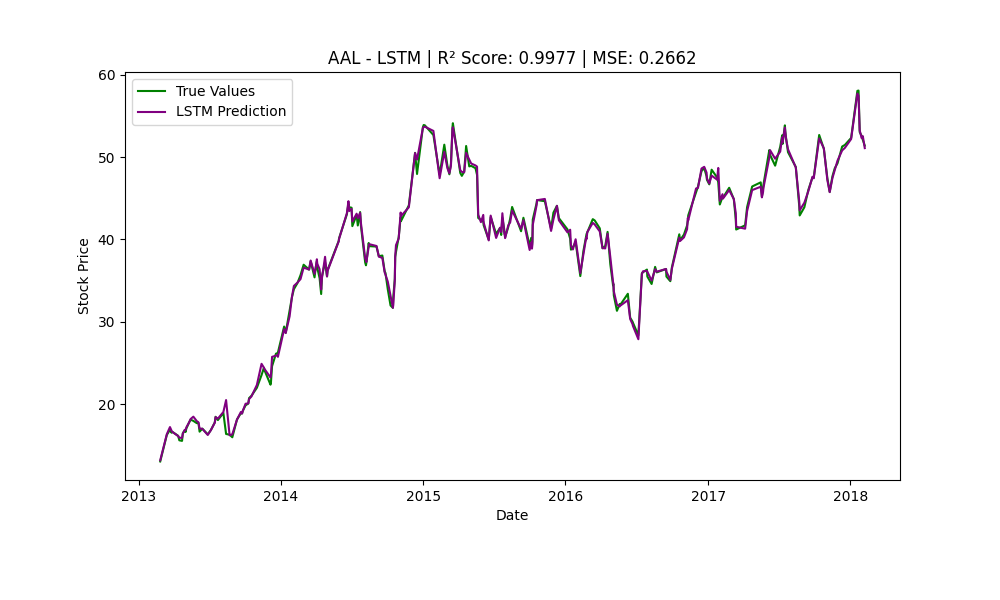 AAL - LSTM | R² Score: 0.9977 | MSE: 0.2662
True Values
LSTM Prediction
Stock Price
60
50
40
30
20
2013 2014 2015 2016 2017 2018
Date